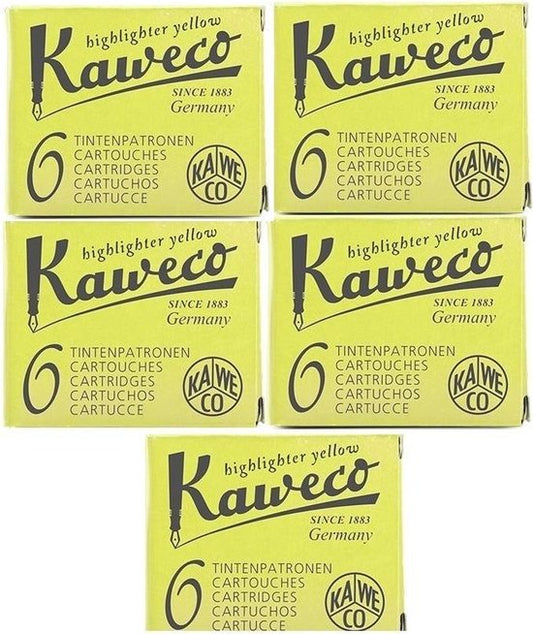 highlighter yellow
Kaweco
SINCE 1883
Germany
6
TINTENPATRONEN
CARTOUCHES
CARTRIDGES
CARTUCHOS
CARTUCCE
KA WE
CO
highlighter yellow
Kaweco
SINCE 1883
Germany
6
TINTENPATRONEN
CARTOUCHES
CARTRIDGES
CARTUCHOS
CARTUCCE
KA WE
CO
highlighter yellow
Kaweco
SINCE 1883
Germany
6
TINTENPATRONEN
CARTOUCHES
CARTRIDGES
CARTUCHOS
CARTUCCE
KA WE
CO
highlighter yellow
Kaweco
SINCE 1883
Germany
6
TINTENPATRONEN
CARTOUCHES
CARTRIDGES
CARTUCHOS
CARTUCCE
KA WE
CO
highlighter yellow
Kaweco
SINCE 1883
Germany
6
TINTENPATRONEN
CARTOUCHES
CARTRIDGES
CARTUCHOS
CARTUCCE
KA WE
CO